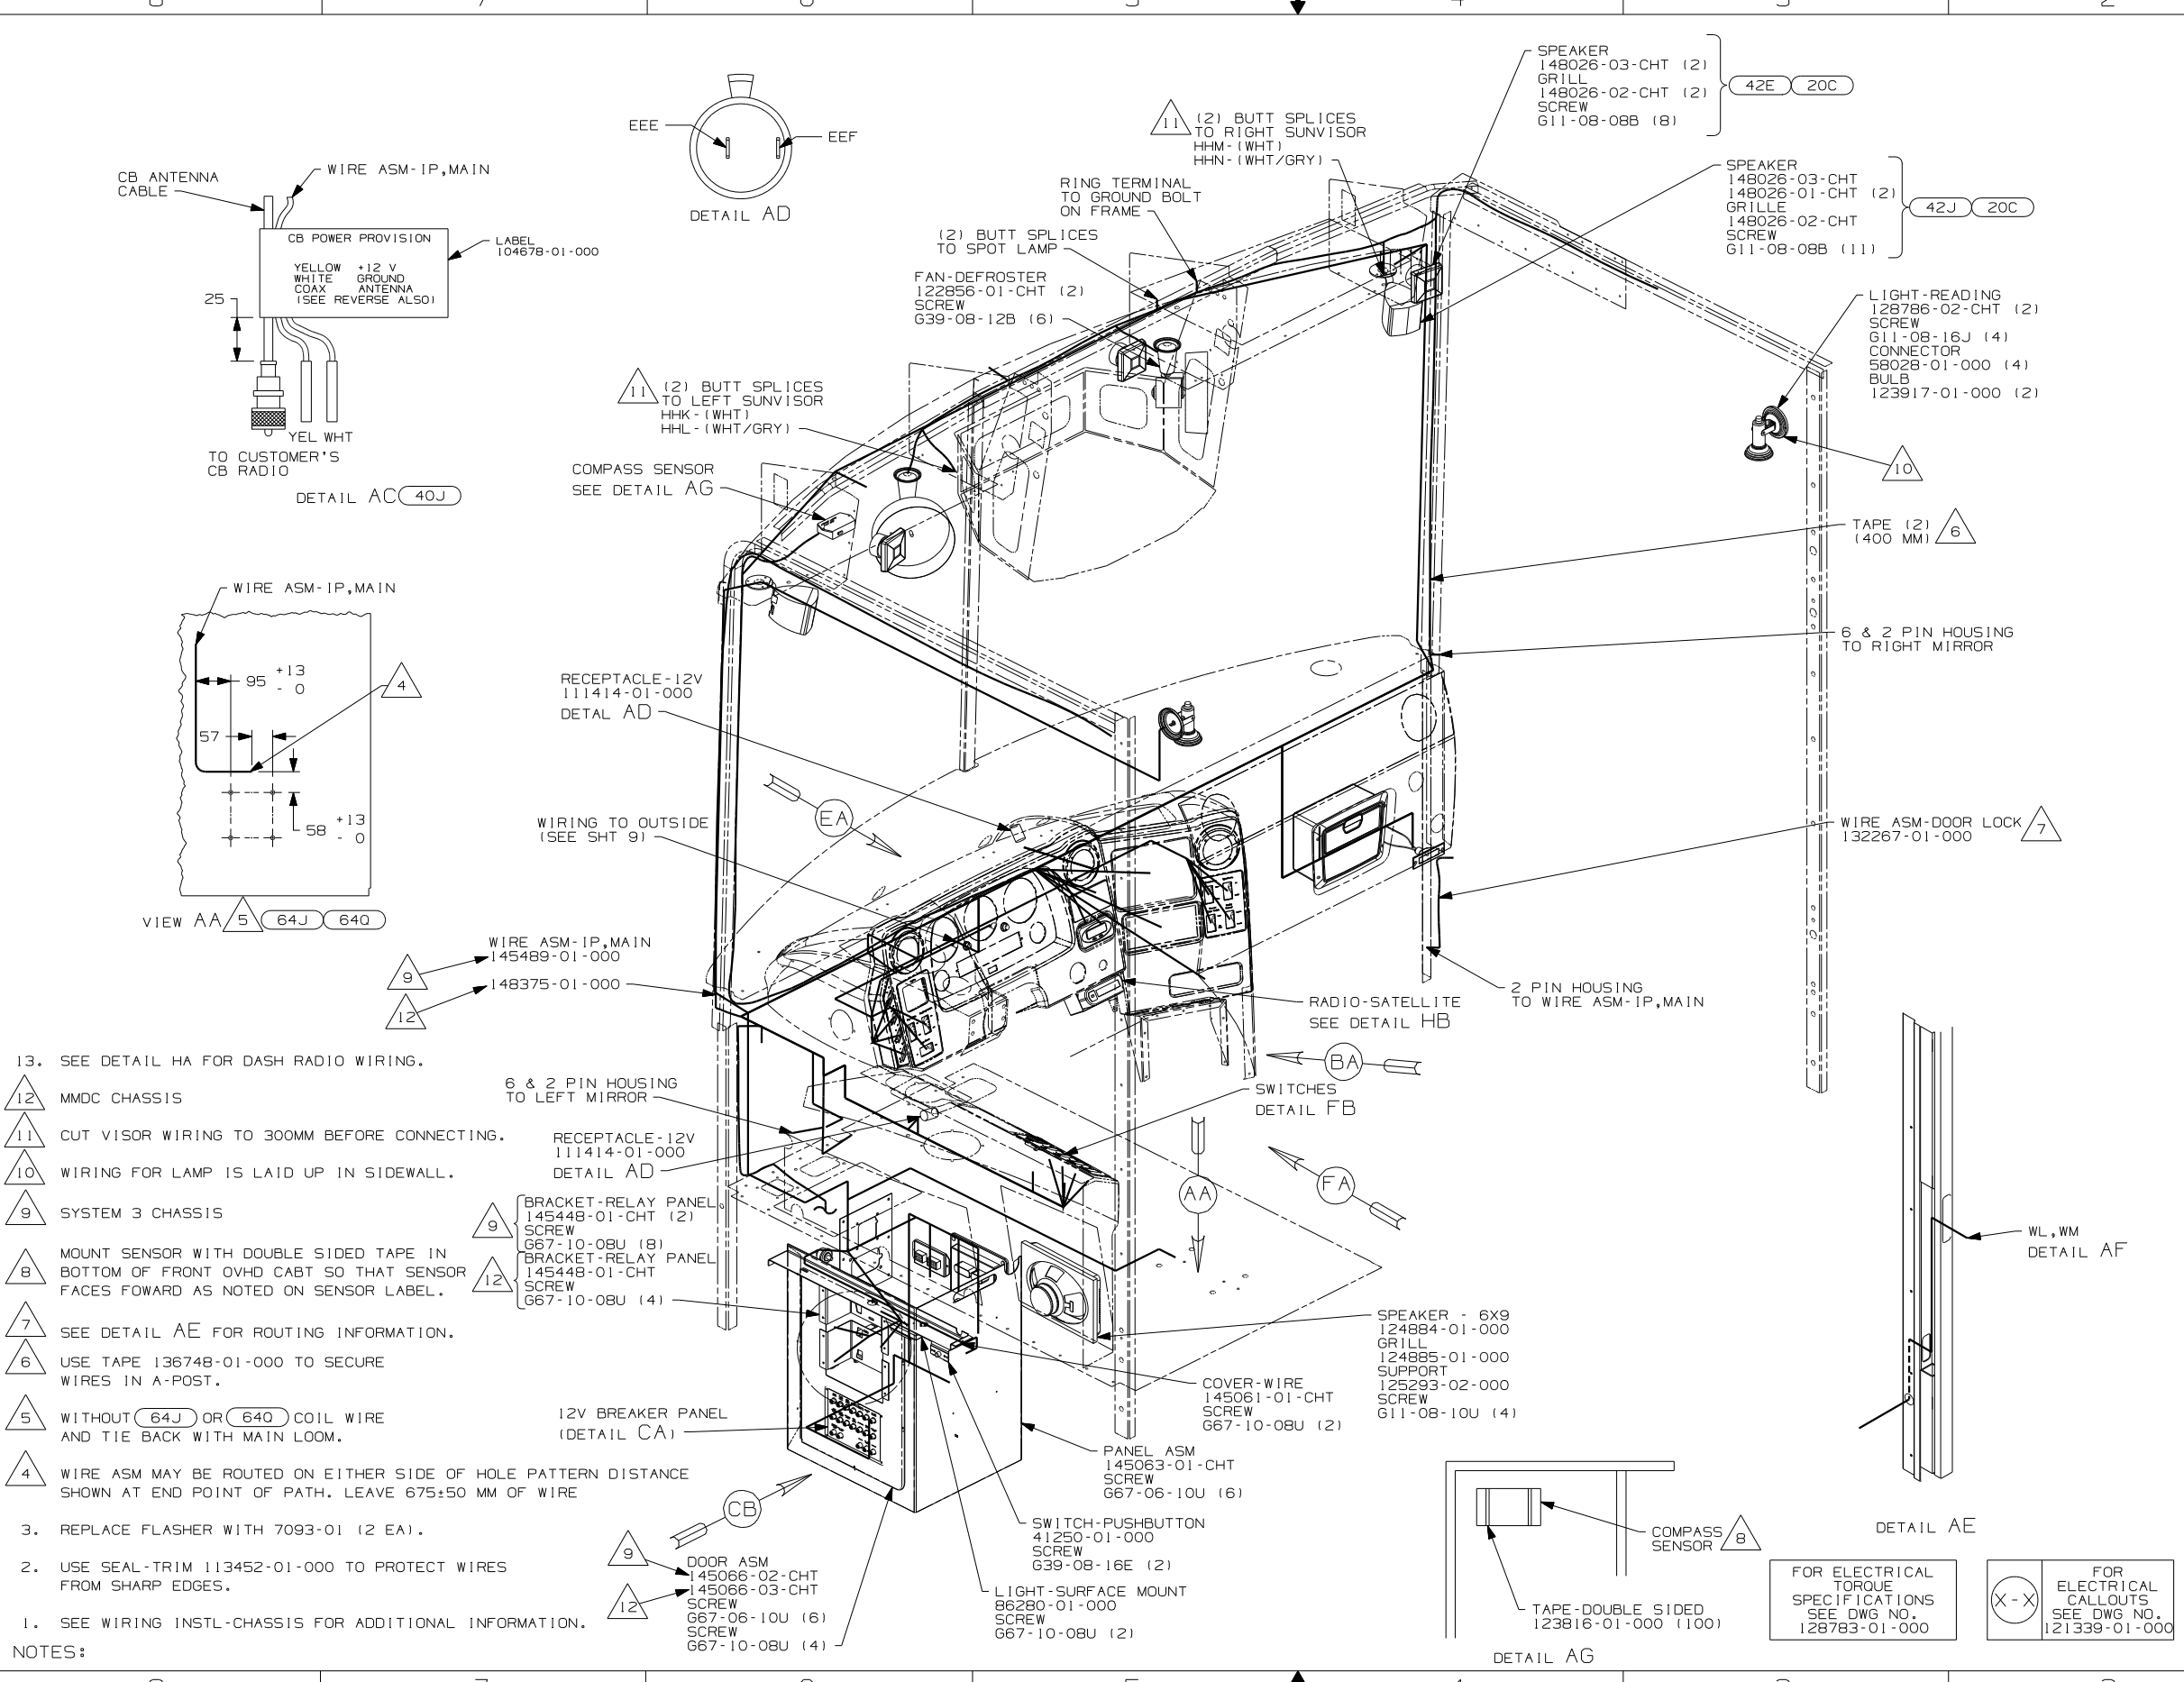 SPEAKER
148026-03-CHT (2)
GRILL
148026-02-CHT (2)
SCREW
G11-08-08B (8)
42E 20C
EEE
EEF
DETAIL AD
11
(2) BUTT SPLICES
TO RIGHT SUNVISOR
HHM-(WHT)
HHN-(WHT/GRY)
CB ANTENNA
CABLE
WIRE ASM-IP,MAIN
CB POWER PROVISION
YELLOW +12 V
WHITE GROUND
COAX ANTENNA
(SEE REVERSE ALSO)
LABEL
104678-01-000
25
YEL WHT
TO CUSTOMER'S
CB RADIO
DETAIL AC 40J
SPEAKER
148026-03-CHT
148026-01-CHT (2)
GRILLE
148026-02-CHT
SCREW
G11-08-08B (11)
42J 20C
RING TERMINAL
TO GROUND BOLT
ON FRAME
(2) BUTT SPLICES
TO SPOT LAMP
FAN-DEFROSTER
122856-01-CHT (2)
SCREW
G39-08-12B (6)
LIGHT-READING
128786-02-CHT (2)
SCREW
G11-08-16J (4)
CONNECTOR
58028-01-000 (4)
BULB
123917-01-000 (2)
10
11
(2) BUTT SPLICES
TO LEFT SUNVISOR
HHK-(WHT)
HHL-(WHT/GRY)
COMPASS SENSOR
SEE DETAIL AG
TAPE (2)
(400 MM)
6
WIRE ASM-IP,MAIN
95 +13
- 0
4
57
58 +13
- 0
VIEW AA 5 64J 64Q
6 & 2 PIN HOUSING
TO RIGHT MIRROR
RECEPTACLE-12V
111414-01-000
DETAL AD
EA
WIRING TO OUTSIDE
(SEE SHT 9)
WIRE ASM-DOOR LOCK
132267-01-000
7
WIRE ASM-IP,MAIN
145489-01-000
9
148375-01-000
12
2 PIN HOUSING
TO WIRE ASM-IP,MAIN
RADIO-SATELLITE
SEE DETAIL HB
BA
6 & 2 PIN HOUSING
TO LEFT MIRROR
SWITCHES
DETAIL FB
RECEPTACLE-12V
111414-01-000
DETAIL AD
AA
FA
9
BRACKET-RELAY PANEL
145448-01-CHT (2)
SCREW
G67-10-08U (8)
12
BRACKET-RELAY PANEL
145448-01-CHT
SCREW
G67-10-08U (4)
WL,WM
DETAIL AF
SPEAKER - 6X9
124884-01-000
GRILL
124885-01-000
SUPPORT
125293-02-000
SCREW
G11-08-10U (4)
COVER-WIRE
145061-01-CHT
SCREW
G67-10-08U (2)
12V BREAKER PANEL
(DETAIL CA)
PANEL ASM
145063-01-CHT
SCREW
G67-06-10U (6)
CB
SWITCH-PUSHBUTTON
41250-01-000
SCREW
G39-08-16E (2)
9
12
DOOR ASM
145066-02-CHT
145066-03-CHT
SCREW
G67-06-10U (6)
SCREW
G67-10-08U (4)
LIGHT-SURFACE MOUNT
86280-01-000
SCREW
G67-10-08U (2)
COMPASS
SENSOR
8
TAPE-DOUBLE SIDED
123816-01-000 (100)
DETAIL AG
DETAIL AE
FOR ELECTRICAL
TORQUE
SPECIFICATIONS
SEE DWG NO.
128783-01-000
X-X
FOR
ELECTRICAL
CALLOUTS
SEE DWG NO.
121339-01-000
13. SEE DETAIL HA FOR DASH RADIO WIRING.
12 MMDC CHASSIS
11 CUT VISOR WIRING TO 300MM BEFORE CONNECTING.
10 WIRING FOR LAMP IS LAID UP IN SIDEWALL.
9 SYSTEM 3 CHASSIS
8 MOUNT SENSOR WITH DOUBLE SIDED TAPE IN
BOTTOM OF FRONT OVHD CABT SO THAT SENSOR
FACES FOWARD AS NOTED ON SENSOR LABEL.
7 SEE DETAIL AE FOR ROUTING INFORMATION.
6 USE TAPE 136748-01-000 TO SECURE
WIRES IN A-POST.
5 WITHOUT 64J OR 64Q COIL WIRE
AND TIE BACK WITH MAIN LOOM.
4 WIRE ASM MAY BE ROUTED ON EITHER SIDE OF HOLE PATTERN DISTANCE
SHOWN AT END POINT OF PATH. LEAVE 675±50 MM OF WIRE
3. REPLACE FLASHER WITH 7093-01 (2 EA).
2. USE SEAL-TRIM 113452-01-000 TO PROTECT WIRES
FROM SHARP EDGES.
1. SEE WIRING INSTL-CHASSIS FOR ADDITIONAL INFORMATION.
NOTES: